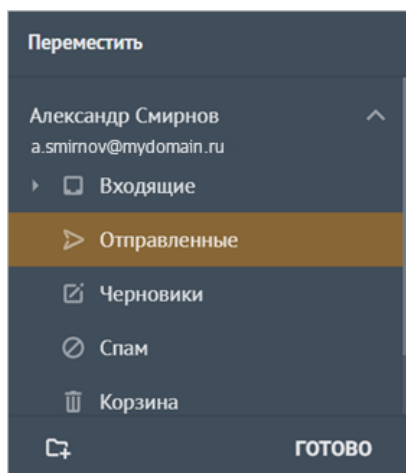 Переместить
Александр Смирнов
a.smirnov@mydomain.ru
Входящие
Отправленные
Черновики
Спам
Корзина
ГОТОВО